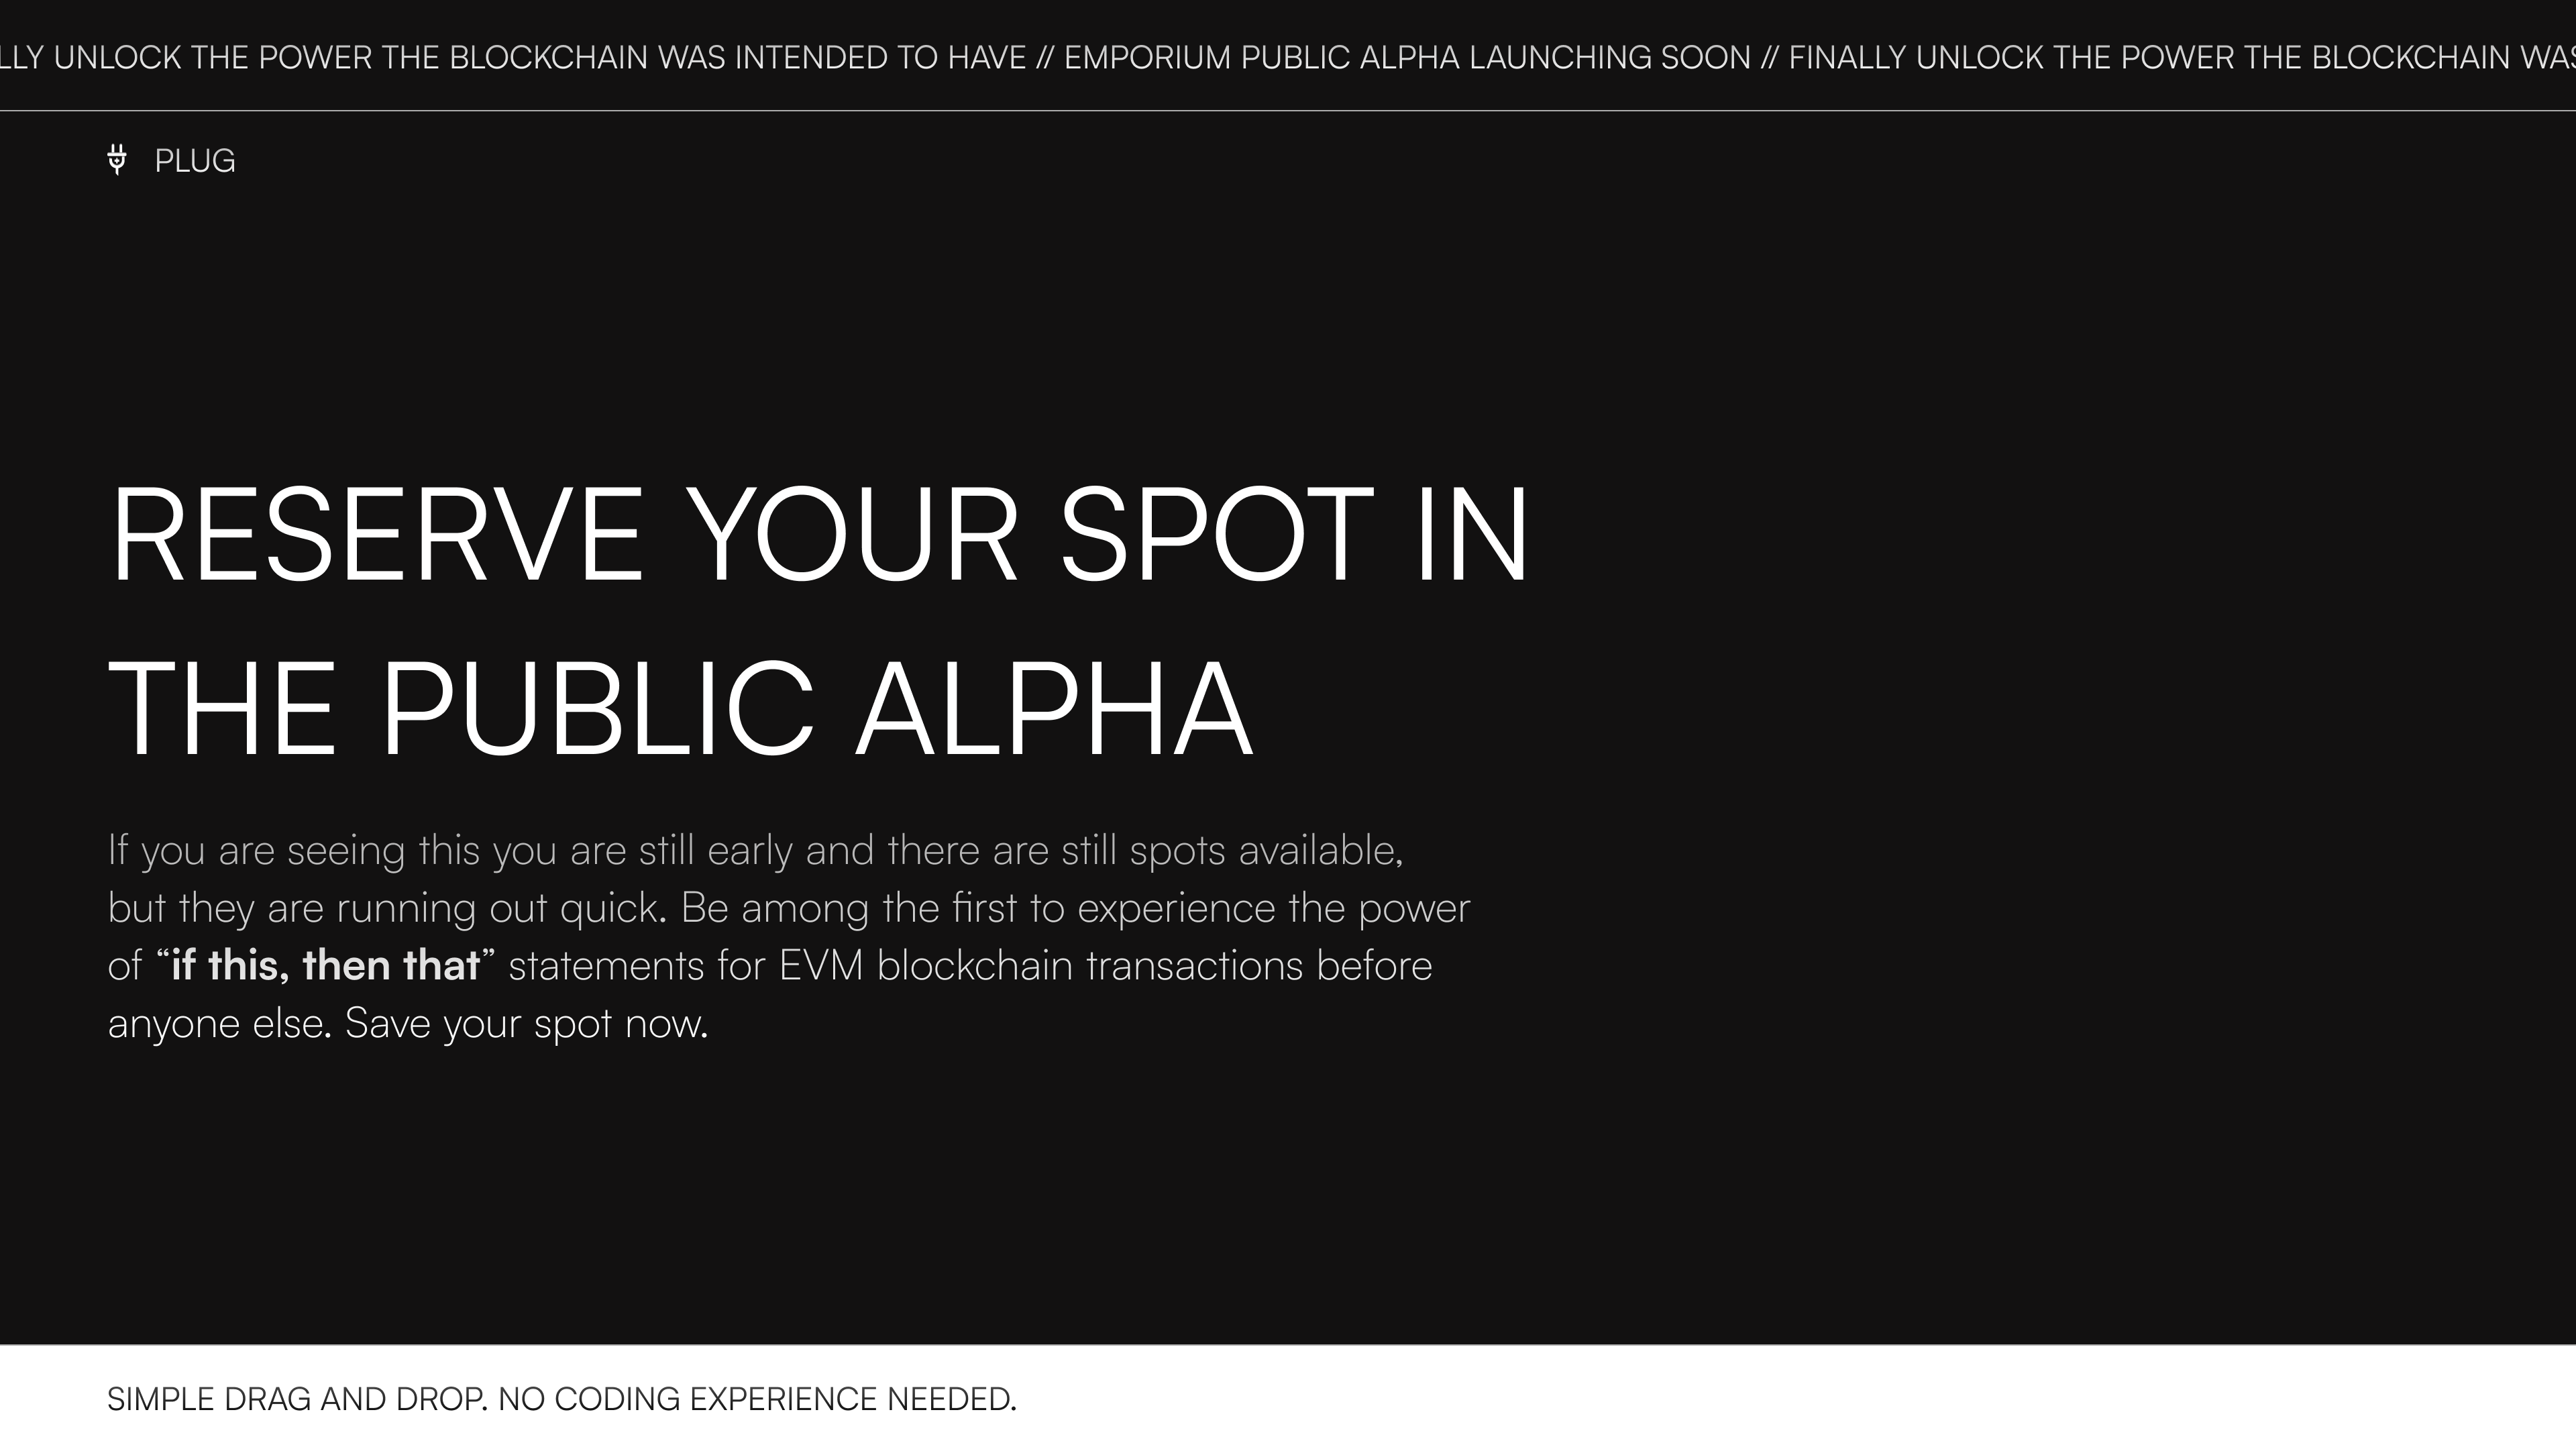 LLY UNLOCK THE POWER THE BLOCKCHAIN WAS INTENDED TO HAVE // EMPORIUM PUBLIC ALPHA LAUNCHING SOON // FINALLY UNLOCK THE POWER THE BLOCKCHAIN WAS
PLUG
RESERVE YOUR SPOT IN
THE PUBLIC ALPHA
If you are seeing this you are still early and there are still spots available,
but they are running out quick. Be among the first to experience the power
of “if this, then that” statements for EVM blockchain transactions before
anyone else. Save your spot now.
SIMPLE DRAG AND DROP. NO CODING EXPERIENCE NEEDED.